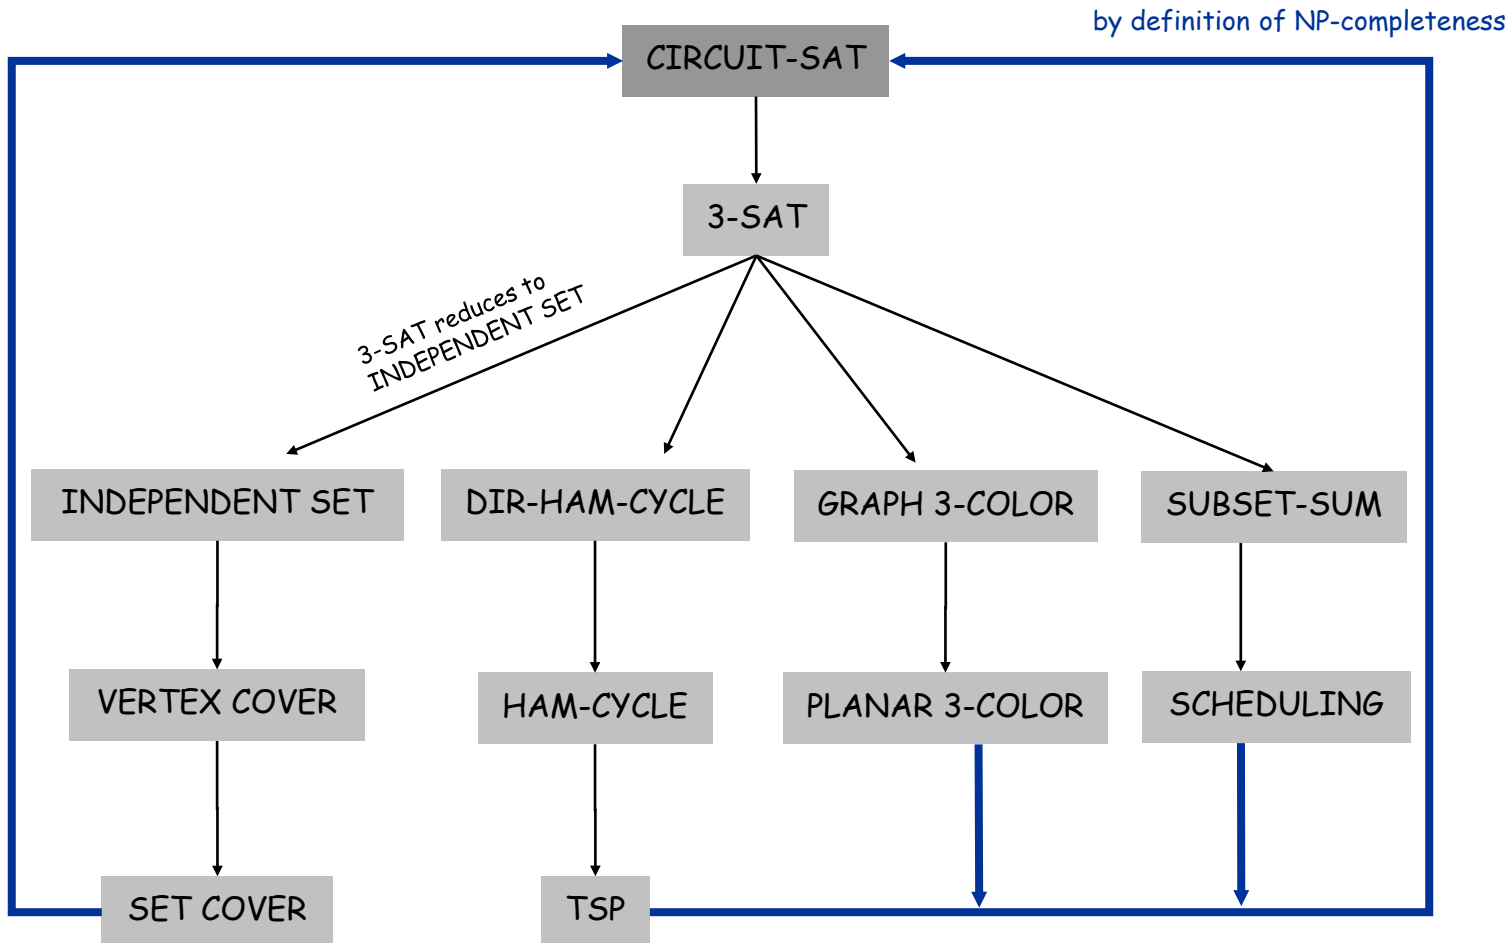 by definition of NP-completeness
CIRCUIT-SAT
3-SAT
3-SAT reduces to
INDEPENDENT SET
INDEPENDENT SET
DIR-HAM-CYCLE
GRAPH 3-COLOR
SUBSET-SUM
VERTEX COVER
HAM-CYCLE
PLANAR 3-COLOR
SCHEDULING
SET COVER
TSP